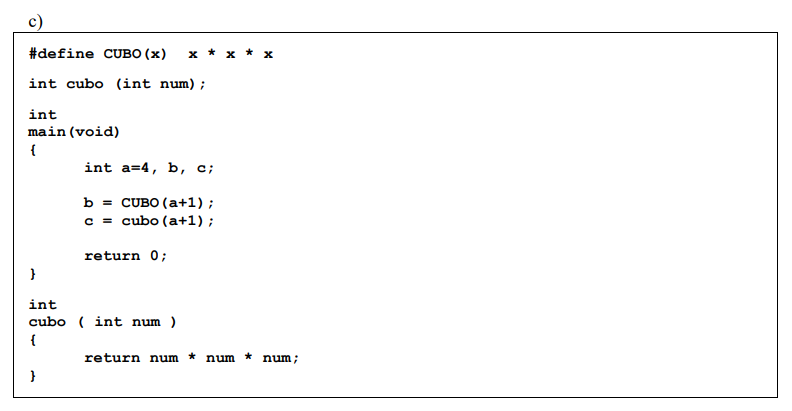 c)
#define CUBO(x)  x * x * x
int cubo (int num);
int
main(void)
{
int a=4, b, c;
b = CUBO(a+1);
c = cubo(a+1);
return 0;
}
int
cubo ( int num )
{
return num * num * num;
}